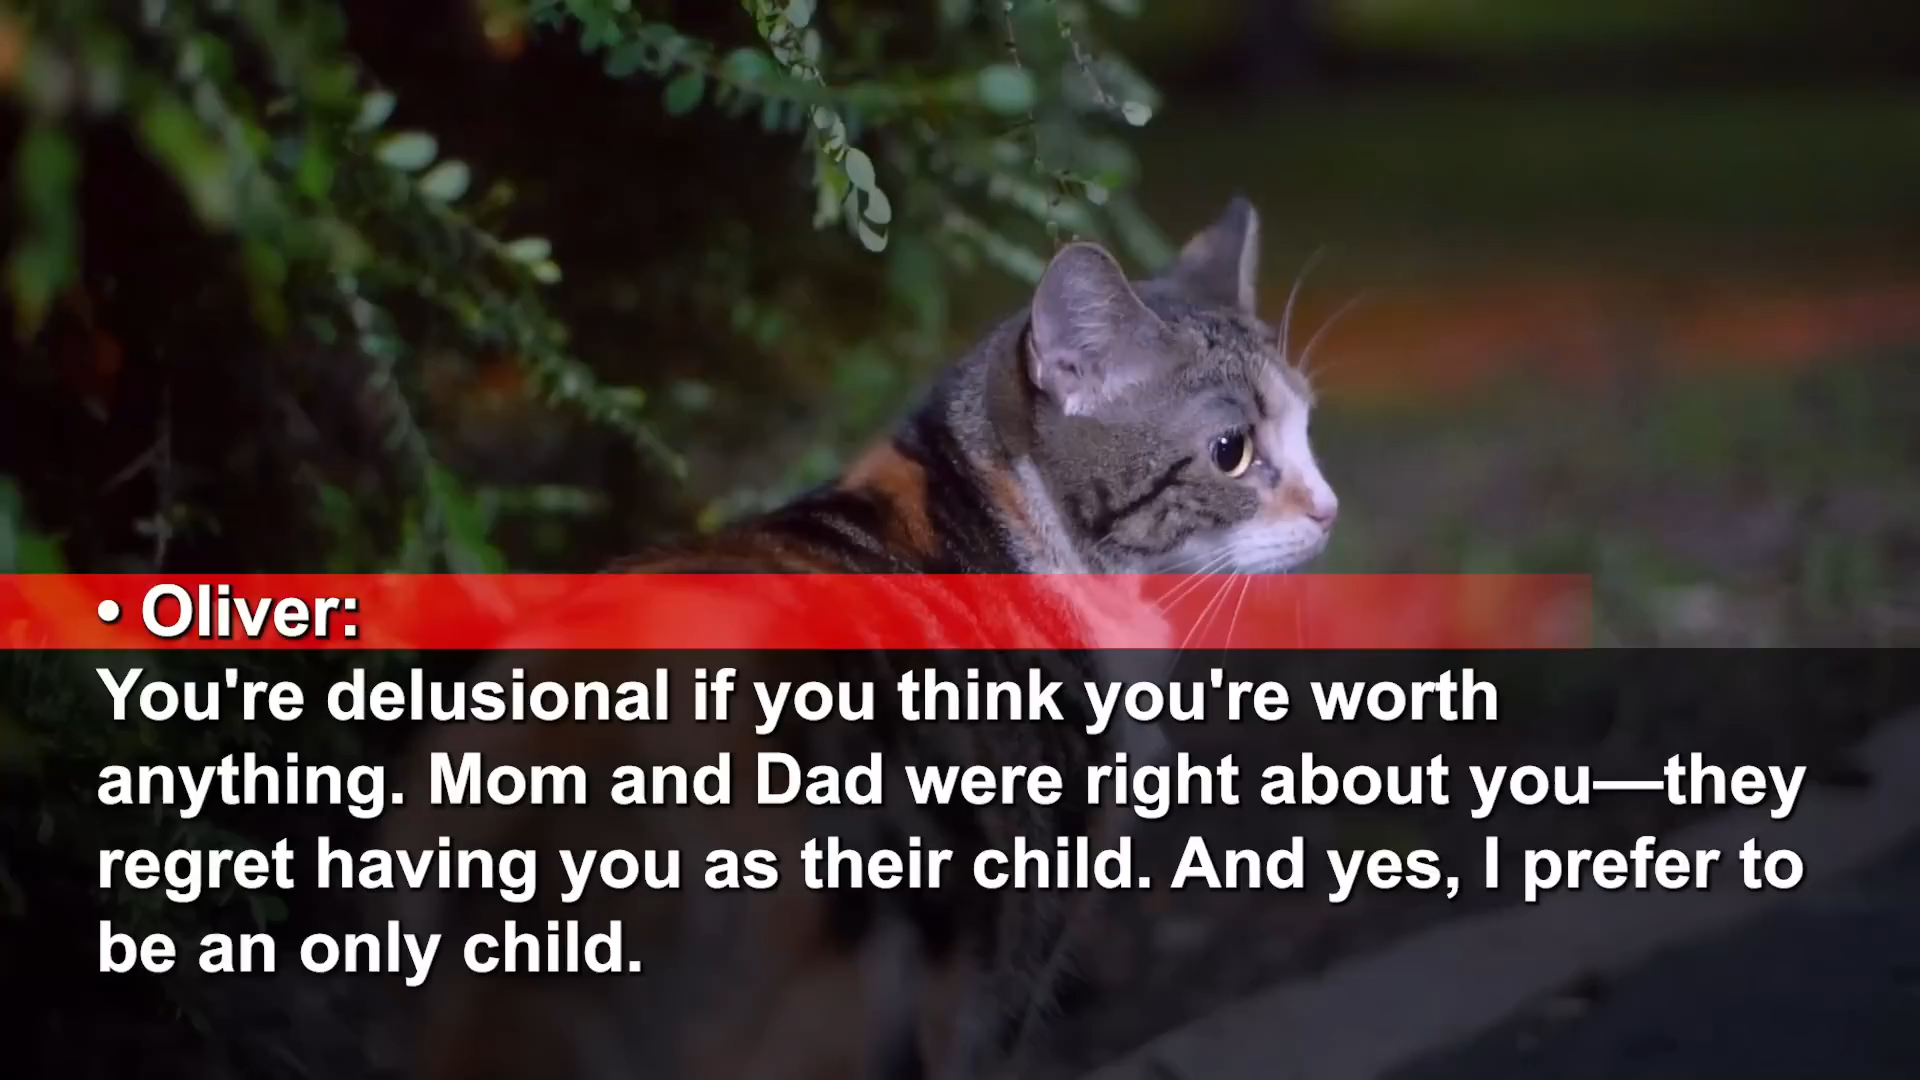 • Oliver:
You're delusional if you think you're worth
anything. Mom and Dad were right about you—they
regret having you as their child. And yes, I prefer to
be an only child.